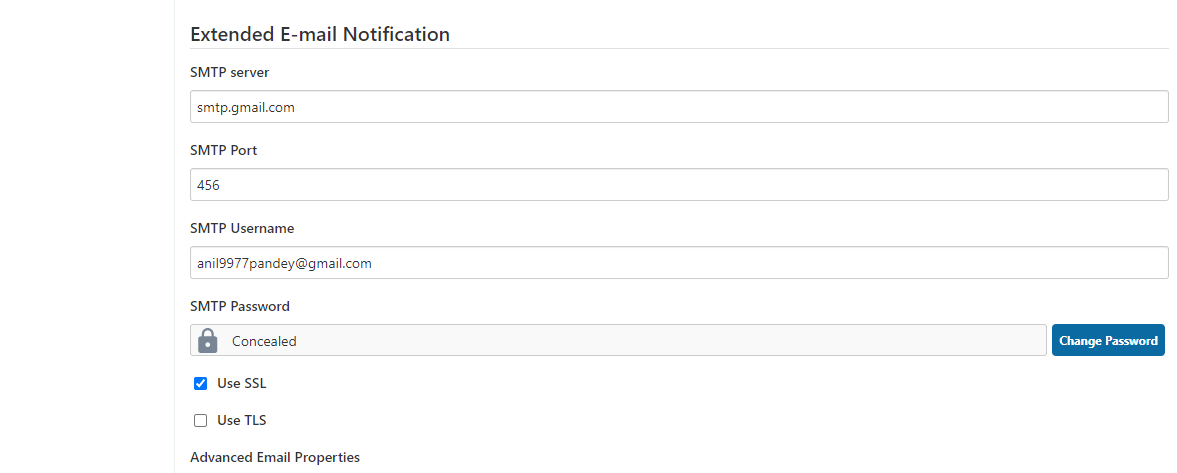 Extended E-mail Notification
SMTP server
smtp.gmail.com
SMTP Port
456
SMTP Username
anil9977pandey@gmail.com
SMTP Password
Concealed
Change Password
Use SSL
Use TLS
Advanced Email Properties